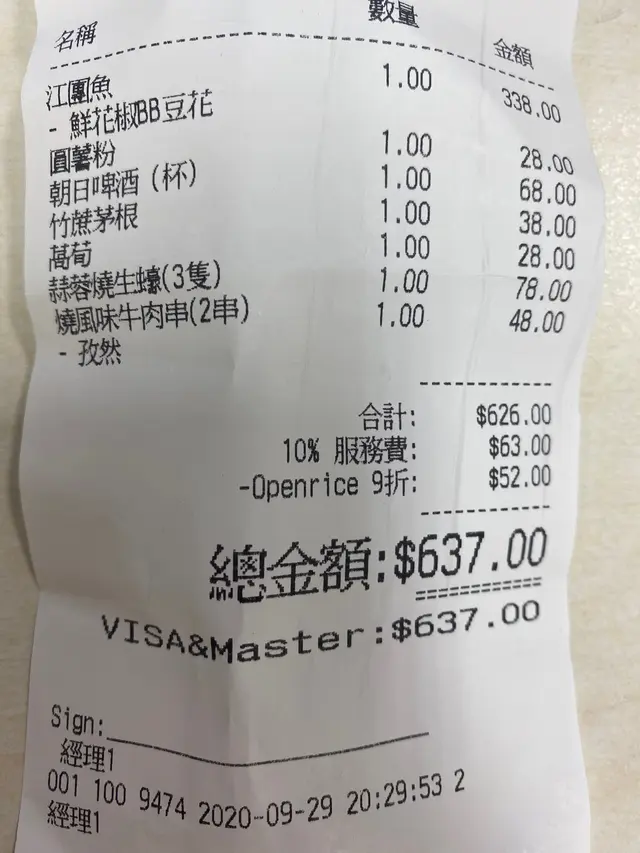 名稱 數量 金額
江團魚 1.00 338.00
- 鮮花椒BB豆花
圓薯粉 1.00 28.00
朝日啤酒 (杯) 1.00 68.00
竹蔗茅根 1.00 38.00
萵荀 1.00 28.00
蒜蓉燒生蠔(3隻) 1.00 78.00
燒風味牛肉串(2串) 1.00 48.00
- 孜然
合計: $626.00
10% 服務費: $63.00
-Openrice 9折: $52.00
總金額:$637.00
VISA&Master:$637.00
Sign:
經理1
001 100 9474 2020-09-29 20:29:53 2
經理1